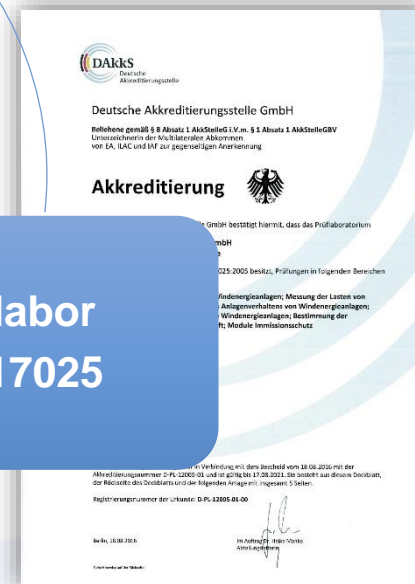 DAkkS
Deutsche
Akkreditierungsstelle
Deutsche Akkreditierungsstelle GmbH
Beliehene gemäß § 8 Absatz 1 AkkStelleG i.V.m. § 1 Absatz 1 AkkStelleGBV
Unterzeichnerin der Multilateralen Abkommen
von EA, ILAC und IAF zur gegenseitigen Anerkennung
Akkreditierung
GmbH bestätigt hiermit, dass das Prüflaboratorium
mbH
025:2005 besitzt, Prüfungen in folgenden Bereichen
labor
17025
Windenergieanlagen; Messung der Lasten von
Anlagenverhaltens von Windenergieanlagen;
Windenergieanlagen; Bestimmung der
Module Immissionsschutz
in Verbindung mit dem Bescheid vom 18.08.2016 mit der
Akkreditierungsnummer D-PL-12005-01 und ist gültig bis 17.08.2021. Sie besteht aus diesem Deckblatt,
der Rückseite des Deckblatts und der folgenden Anlage mit insgesamt 5 Seiten.
Registrierungsnummer der Urkunde: D-PL-12005-01-00
Berlin, 18.08.2016
Im Auftrag Dr. Heike Manke
Abteilungsleiterin